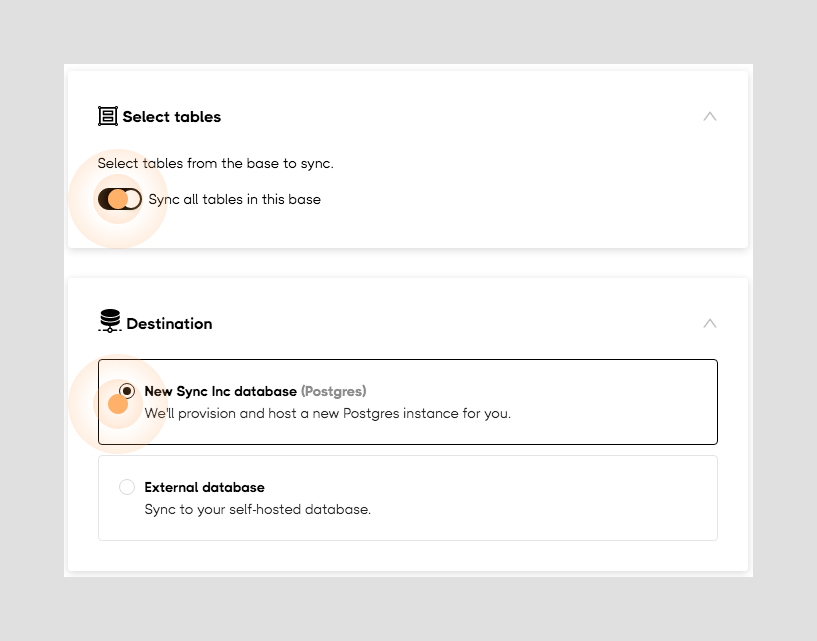 Select tables
Select tables from the base to sync.
Sync all tables in this base
Destination
New Sync Inc database (Postgres)
We'll provision and host a new Postgres instance for you.
External database
Sync to your self-hosted database.